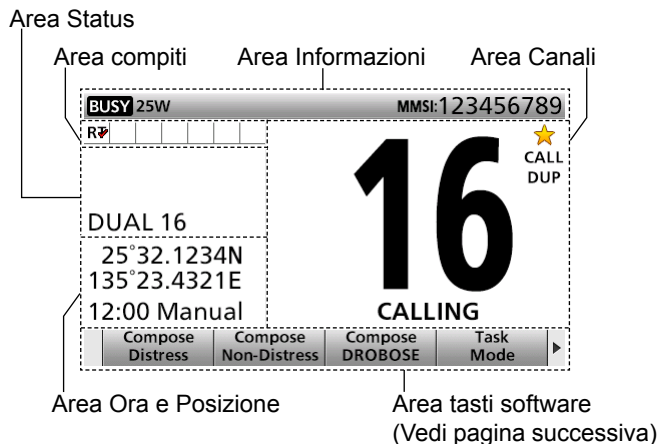 Area Status
Area compiti
Area Informazioni
Area Canali
BUSY 25W
MMSI:123456789
RT
CALL
DUP
16
DUAL 16
25°32.1234N
135°23.4321E
12:00 Manual
CALLING
Compose Distress
Compose Non-Distress
Compose DROBOSE
Task Mode
Area Ora e Posizione
Area tasti software
(Vedi pagina successiva)